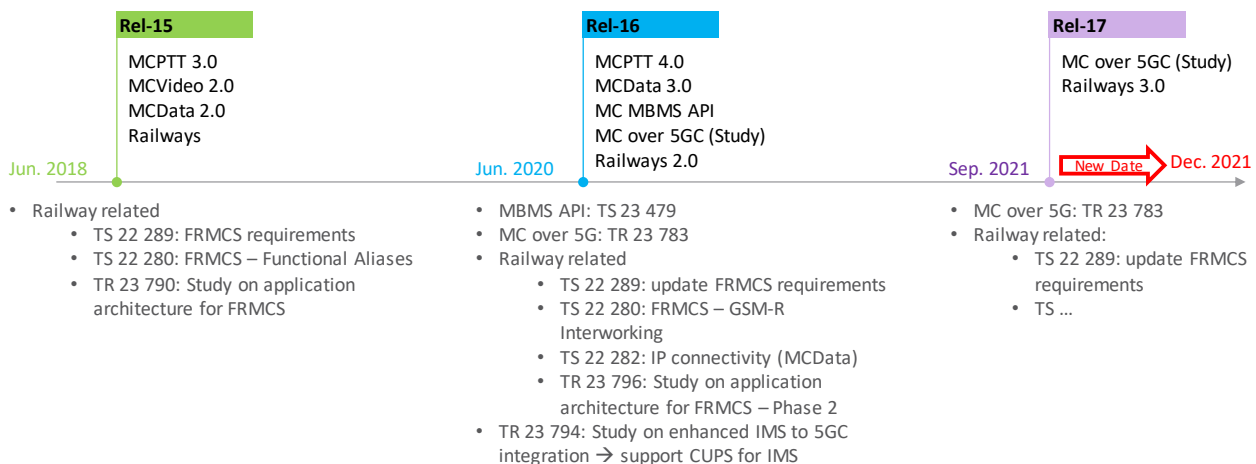 Rel-15
MCPTT 3.0
MCVideo 2.0
MCData 2.0
Railways
Jun. 2018
• Railway related
• TS 22 289: FRMCS requirements
• TS 22 280: FRMCS – Functional Aliases
• TR 23 790: Study on application
architecture for FRMCS
Rel-16
MCPTT 4.0
MCData 3.0
MC MBMS API
MC over 5GC (Study)
Railways 2.0
Jun. 2020
• MBMS API: TS 23 479
• MC over 5G: TR 23 783
• Railway related
• TS 22 289: update FRMCS requirements
• TS 22 280: FRMCS – GSM-R
Interworking
• TS 22 282: IP connectivity (MCData)
• TR 23 796: Study on application
architecture for FRMCS – Phase 2
• TR 23 794: Study on enhanced IMS to 5GC
integration → support CUPS for IMS
Rel-17
MC over 5GC (Study)
Railways 3.0
Sep. 2021
New Date
Dec. 2021
• MC over 5G: TR 23 783
• Railway related:
• TS 22 289: update FRMCS
requirements
• TS …